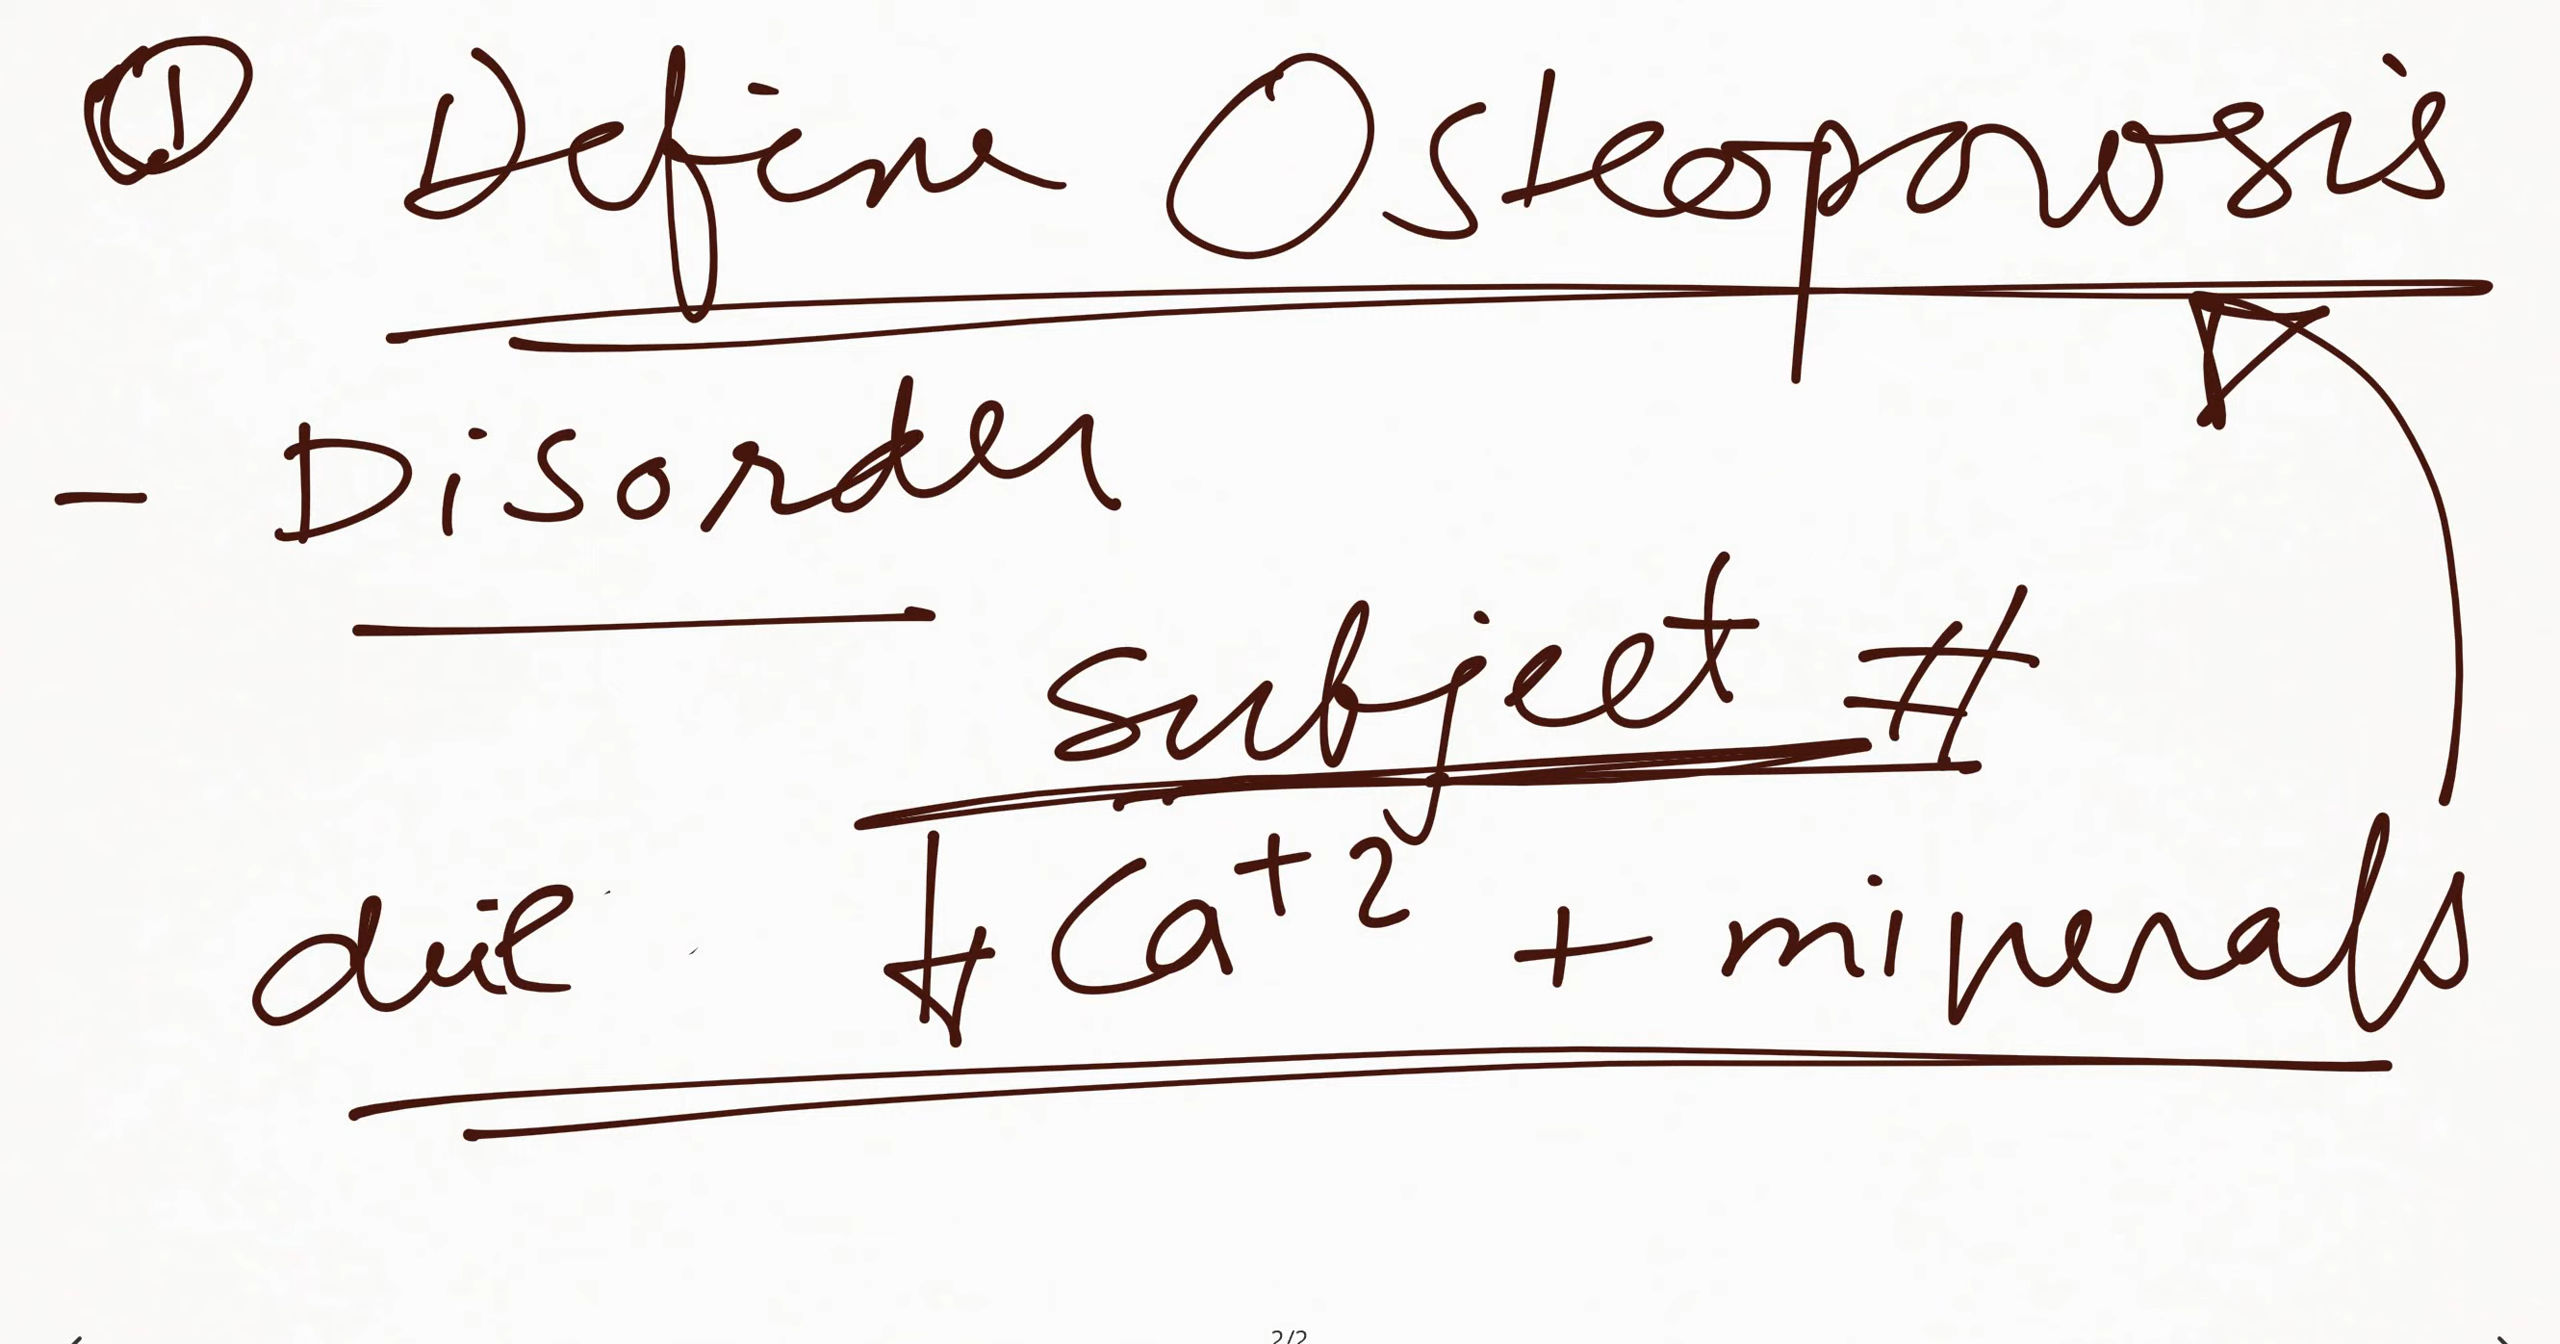 ① Define Osteoporosis
- Disorder
subject #
due ↓ Ca+2 + minerals
2/2